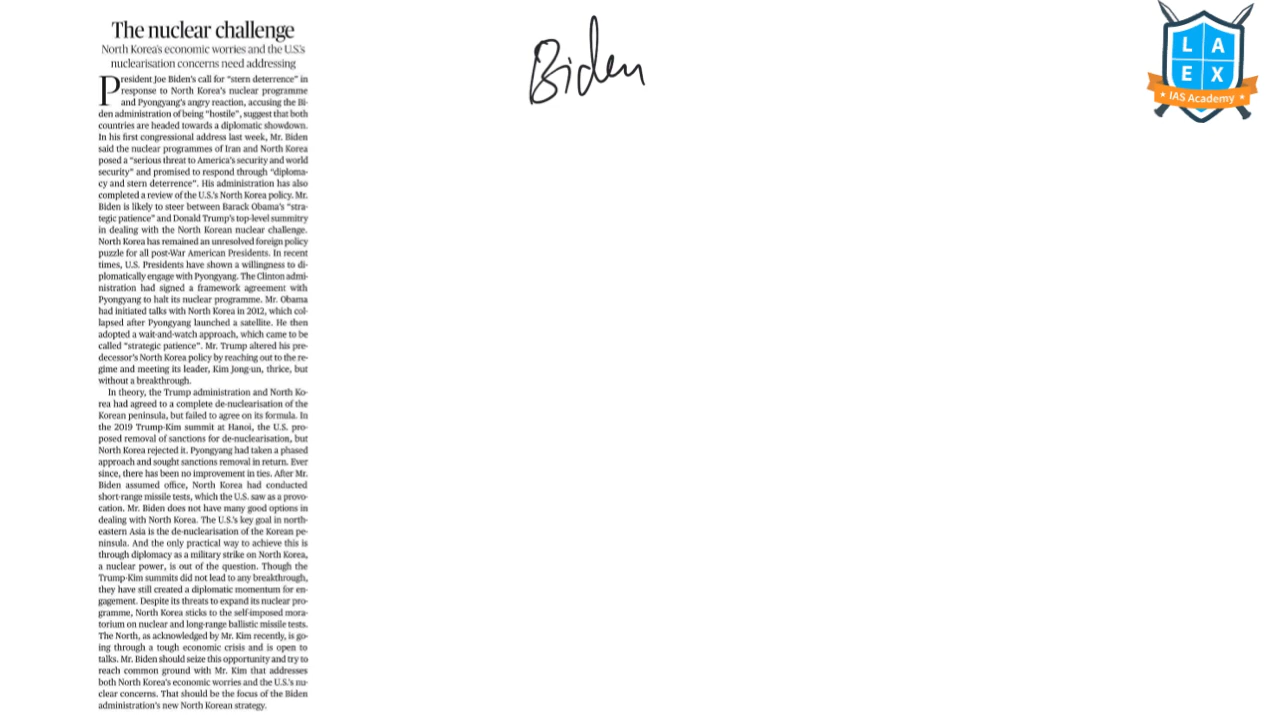 The nuclear challenge
North Korea's economic worries and the U.S.'s
nuclearisation concerns need addressing
President Joe Biden's call for "stern deterrence" in
response to North Korea's nuclear programme
and Pyongyang's angry reaction, accusing the Bi-
den administration of being "hostile", suggest that both
countries are headed towards a diplomatic showdown.
In his first congressional address last week, Mr. Biden
said the nuclear programmes of Iran and North Korea
posed a "serious threat to America's security and world
security" and promised to respond through "diploma-
cy and stern deterrence". His administration has also
completed a review of the U.S.'s North Korea policy. Mr.
Biden is likely to steer between Barack Obama's "stra-
tegic patience" and Donald Trump's top-level summitry
in dealing with the North Korean nuclear challenge.
North Korea has remained an unresolved foreign policy
puzzle for all post-War American Presidents. In recent
times, U.S. Presidents have shown a willingness to di-
plomatically engage with Pyongyang. The Clinton admi-
nistration had signed a framework agreement with
Pyongyang to halt its nuclear programme. Mr. Obama
had initiated talks with North Korea in 2012, which col-
lapsed after Pyongyang launched a satellite. He then
adopted a wait-and-watch approach, which came to be
called "strategic patience". Mr. Trump altered his pre-
decessor's North Korea policy by reaching out to the re-
gime and meeting its leader, Kim Jong-un, thrice, but
without a breakthrough.
In theory, the Trump administration and North Ko-
rea had agreed to a complete de-nuclearisation of the
Korean peninsula, but failed to agree on its formula. In
the 2019 Trump-Kim summit at Hanoi, the U.S. pro-
posed removal of sanctions for de-nuclearisation, but
North Korea rejected it. Pyongyang had taken a phased
approach and sought sanctions removal in return. Ever
since, there has been no improvement in ties. After Mr.
Biden assumed office, North Korea had conducted
short-range missile tests, which the U.S. saw as a provo-
cation. Mr. Biden does not have many good options in
dealing with North Korea. The U.S.'s key goal in north-
eastern Asia is the de-nuclearisation of the Korean pe-
ninsula. And the only practical way to achieve this is
through diplomacy as a military strike on North Korea,
a nuclear power, is out of the question. Though the
Trump-Kim summits did not lead to any breakthrough,
they have still created a diplomatic momentum for en-
gagement. Despite its threats to expand its nuclear pro-
gramme, North Korea sticks to the self-imposed mora-
torium on nuclear and long-range ballistic missile tests.
The North, as acknowledged by Mr. Kim recently, is go-
ing through a tough economic crisis and is open to
talks. Mr. Biden should seize this opportunity and try to
reach common ground with Mr. Kim that addresses
both North Korea's economic worries and the U.S.'s nu-
clear concerns. That should be the focus of the Biden
administration's new North Korean strategy.
Biden
L A
E X
IAS Academy